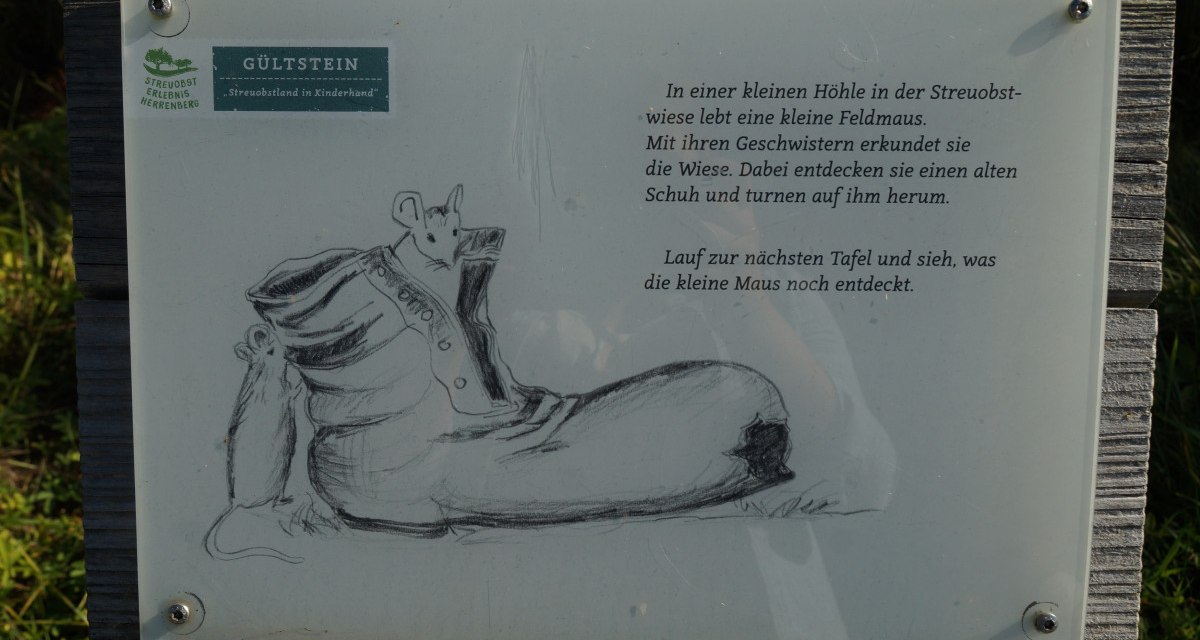 GÜLTSTEIN
„Streuobstland in Kinderhand"
STREUOBST
ERLEBNIS
HERRENBERG
In einer kleinen Höhle in der Streuobst-
wiese lebt eine kleine Feldmaus.
Mit ihren Geschwistern erkundet sie
die Wiese. Dabei entdecken sie einen alten
Schuh und turnen auf ihm herum.
Lauf zur nächsten Tafel und sieh, was
die kleine Maus noch entdeckt.